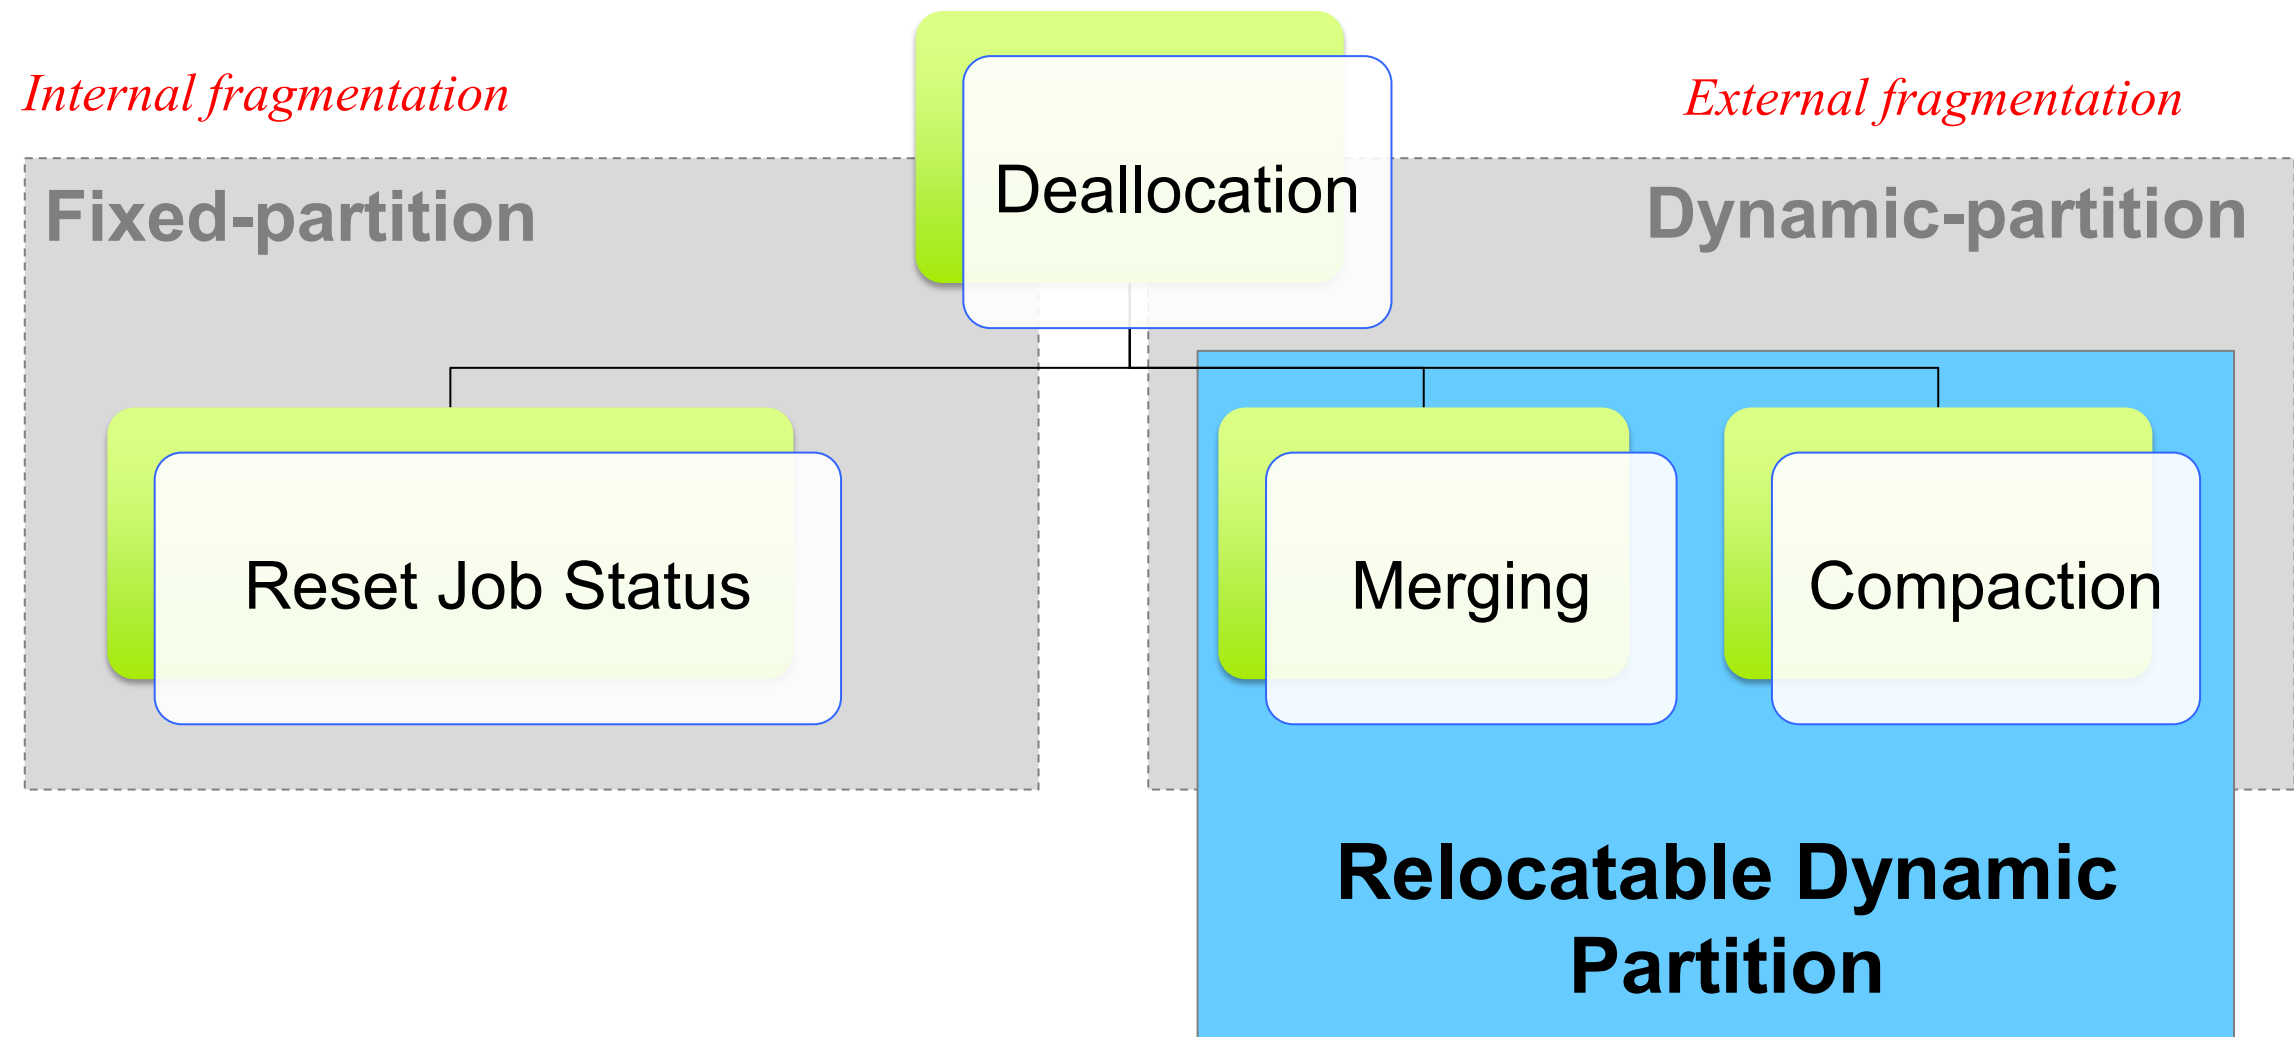 Internal fragmentation
External fragmentation
Deallocation
Fixed-partition
Dynamic-partition
Reset Job Status
Merging
Compaction
Relocatable Dynamic
Partition